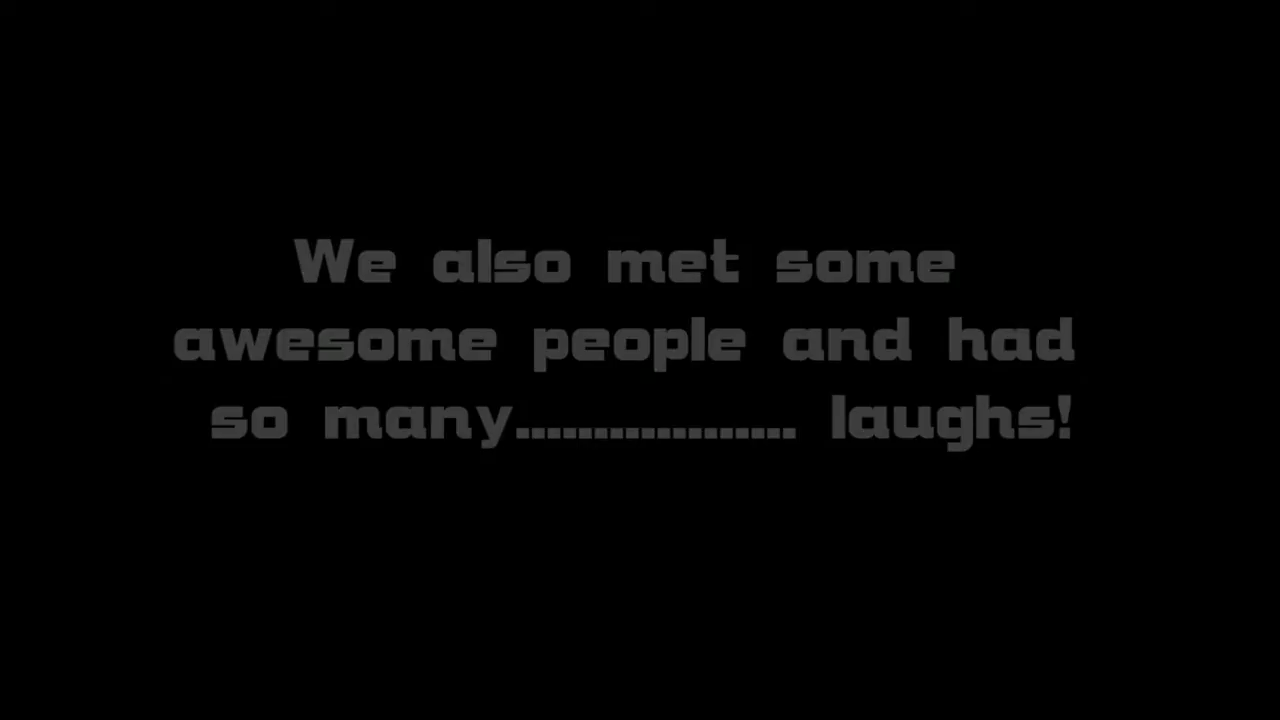 We also met some
awesome people and had
so many.................. laughs!